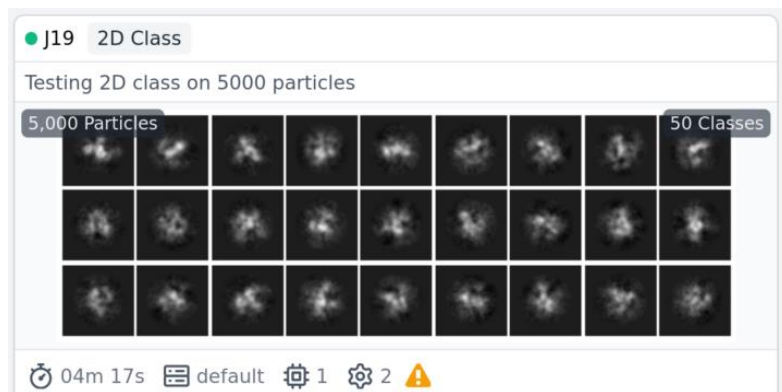 J19 2D Class
Testing 2D class on 5000 particles
5,000 Particles 50 Classes
04m 17s default 1 2